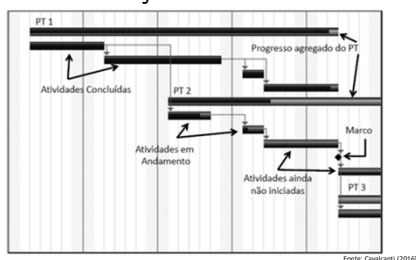 PT 1
Progresso agregado do PT
Atividades Concluídas
PT 2
Marco
Atividades em
Andamento
Atividades ainda
não iniciadas
PT 3
Fonte: Cavalcanti (2016)